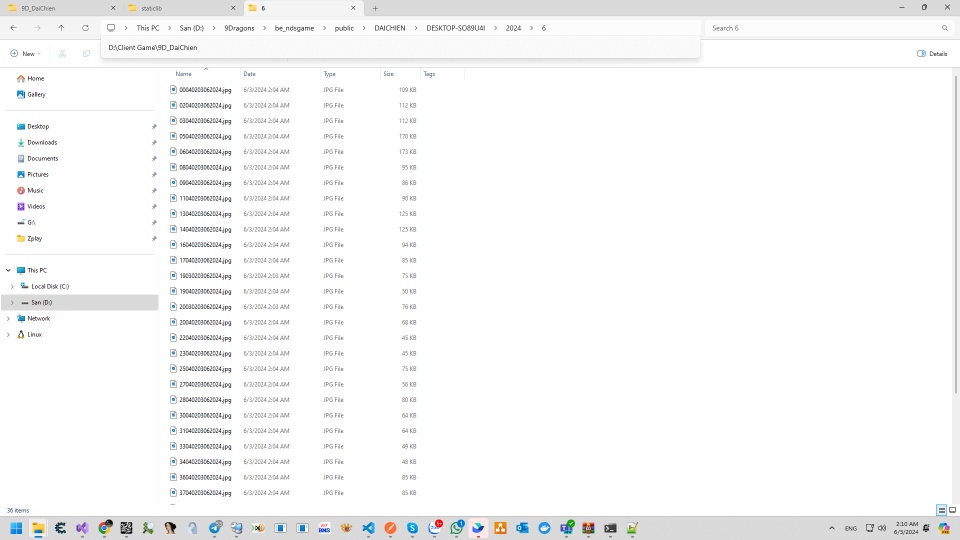 9D_DaiChien
staticlib
6
This PC > San (D:) > 9Dragons > be_ndsgame > public > DAICHIEN > DESKTOP-SO89U4I > 2024 > 6
Search 6
D:\Client Game\9D_DaiChien
New
Details
Name Date Type Size Tags
Home
Gallery
Desktop
Downloads
Documents
Pictures
Music
Videos
G:\
Zplay
This PC
Local Disk (C:)
San (D:)
Network
Linux
00040203062024.jpg 6/3/2024 2:04 AM JPG File 109 KB
02040203062024.jpg 6/3/2024 2:04 AM JPG File 112 KB
03040203062024.jpg 6/3/2024 2:04 AM JPG File 112 KB
05040203062024.jpg 6/3/2024 2:04 AM JPG File 170 KB
06040203062024.jpg 6/3/2024 2:04 AM JPG File 173 KB
08040203062024.jpg 6/3/2024 2:04 AM JPG File 95 KB
09040203062024.jpg 6/3/2024 2:04 AM JPG File 86 KB
11040203062024.jpg 6/3/2024 2:04 AM JPG File 90 KB
13040203062024.jpg 6/3/2024 2:04 AM JPG File 125 KB
14040203062024.jpg 6/3/2024 2:04 AM JPG File 125 KB
16040203062024.jpg 6/3/2024 2:04 AM JPG File 94 KB
17040203062024.jpg 6/3/2024 2:04 AM JPG File 85 KB
19030203062024.jpg 6/3/2024 2:03 AM JPG File 75 KB
19040203062024.jpg 6/3/2024 2:04 AM JPG File 50 KB
20030203062024.jpg 6/3/2024 2:03 AM JPG File 76 KB
20040203062024.jpg 6/3/2024 2:04 AM JPG File 68 KB
22040203062024.jpg 6/3/2024 2:04 AM JPG File 45 KB
23040203062024.jpg 6/3/2024 2:04 AM JPG File 45 KB
25040203062024.jpg 6/3/2024 2:04 AM JPG File 75 KB
27040203062024.jpg 6/3/2024 2:04 AM JPG File 56 KB
28040203062024.jpg 6/3/2024 2:04 AM JPG File 80 KB
30040203062024.jpg 6/3/2024 2:04 AM JPG File 64 KB
31040203062024.jpg 6/3/2024 2:04 AM JPG File 64 KB
33040203062024.jpg 6/3/2024 2:04 AM JPG File 49 KB
34040203062024.jpg 6/3/2024 2:04 AM JPG File 48 KB
36040203062024.jpg 6/3/2024 2:04 AM JPG File 85 KB
37040203062024.jpg 6/3/2024 2:04 AM JPG File 85 KB
36 items
ENG
2:10 AM
6/3/2024